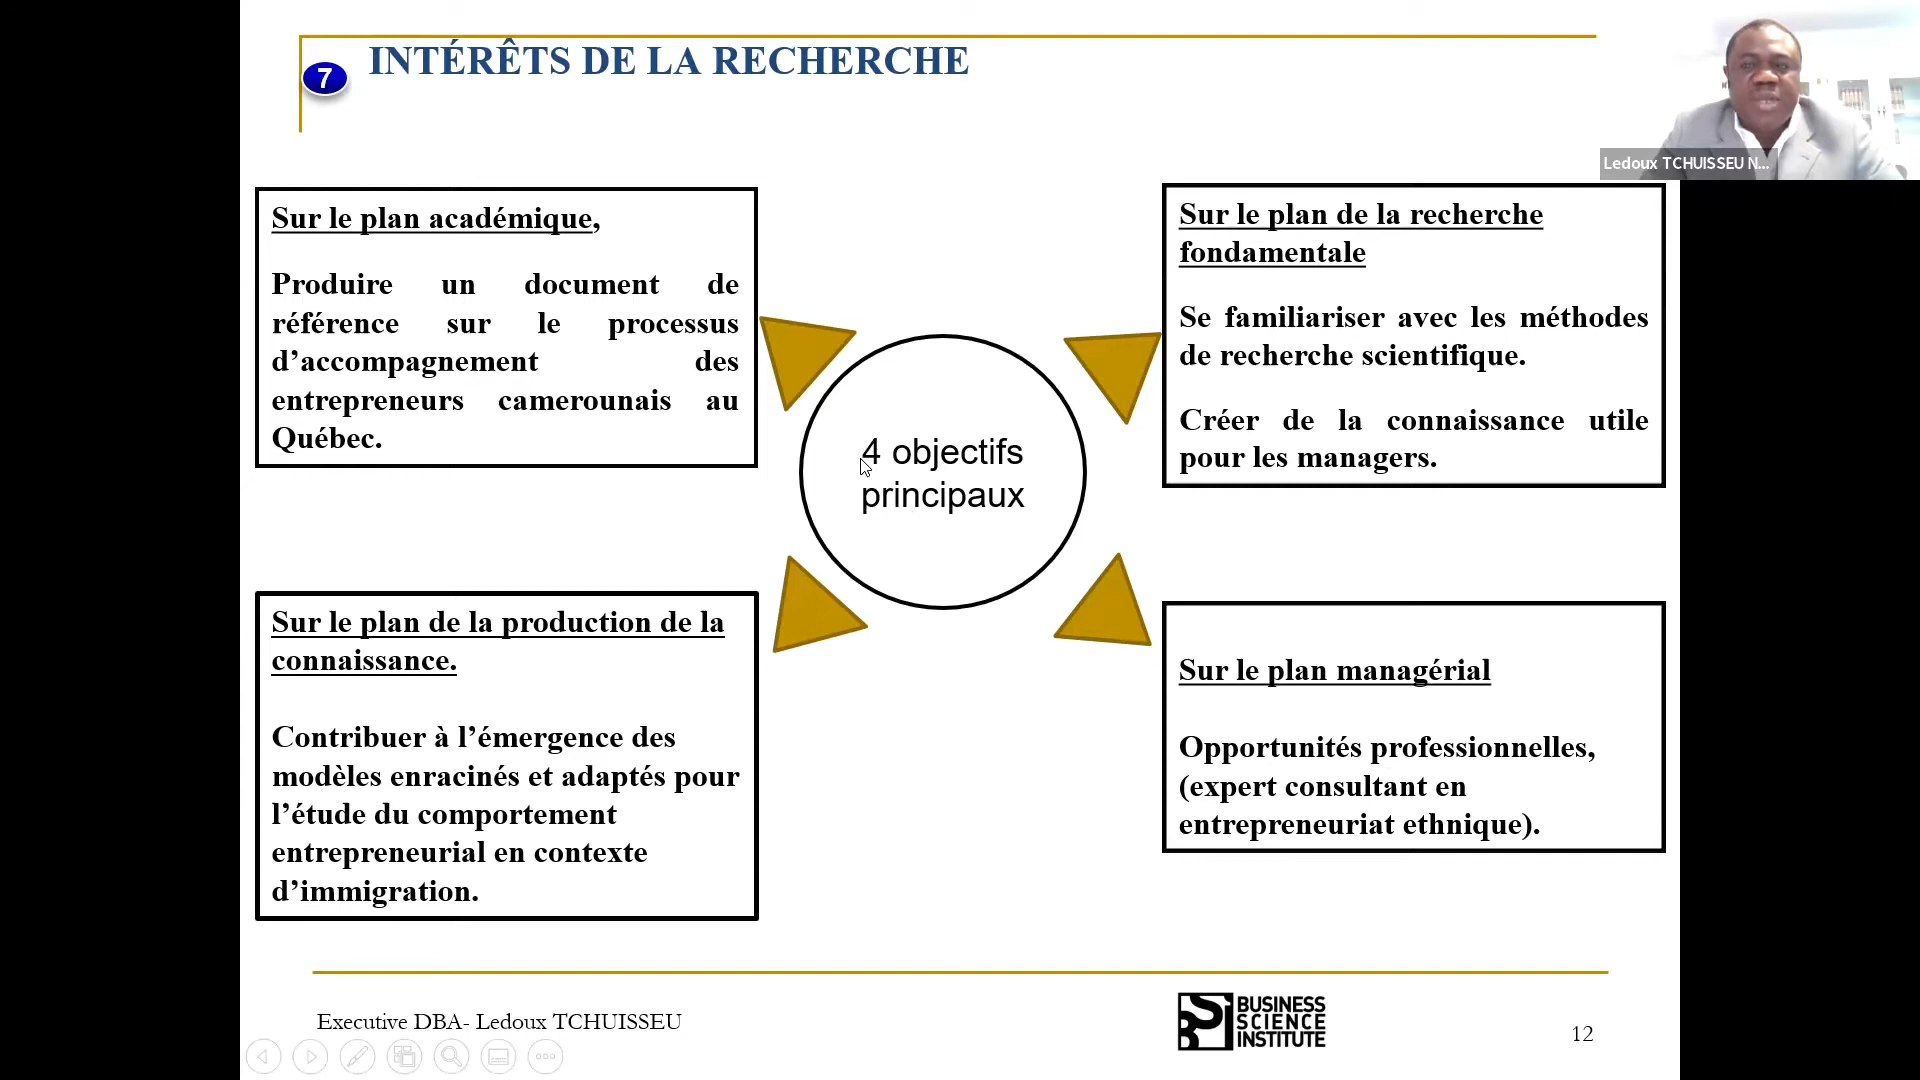 7
INTÉRÊTS DE LA RECHERCHE
Ledoux TCHUISSEU N...
Sur le plan académique,
Produire un document de
référence sur le processus
d’accompagnement des
entrepreneurs camerounais au
Québec.
Sur le plan de la recherche
fondamentale
Se familiariser avec les méthodes
de recherche scientifique.
Créer de la connaissance utile
pour les managers.
4 objectifs
principaux
Sur le plan de la production de la
connaissance.
Contribuer à l’émergence des
modèles enracinés et adaptés pour
l’étude du comportement
entrepreneurial en contexte
d’immigration.
Sur le plan managérial
Opportunités professionnelles,
(expert consultant en
entrepreneuriat ethnique).
Executive DBA- Ledoux TCHUISSEU
BUSINESS
SCIENCE
INSTITUTE
12